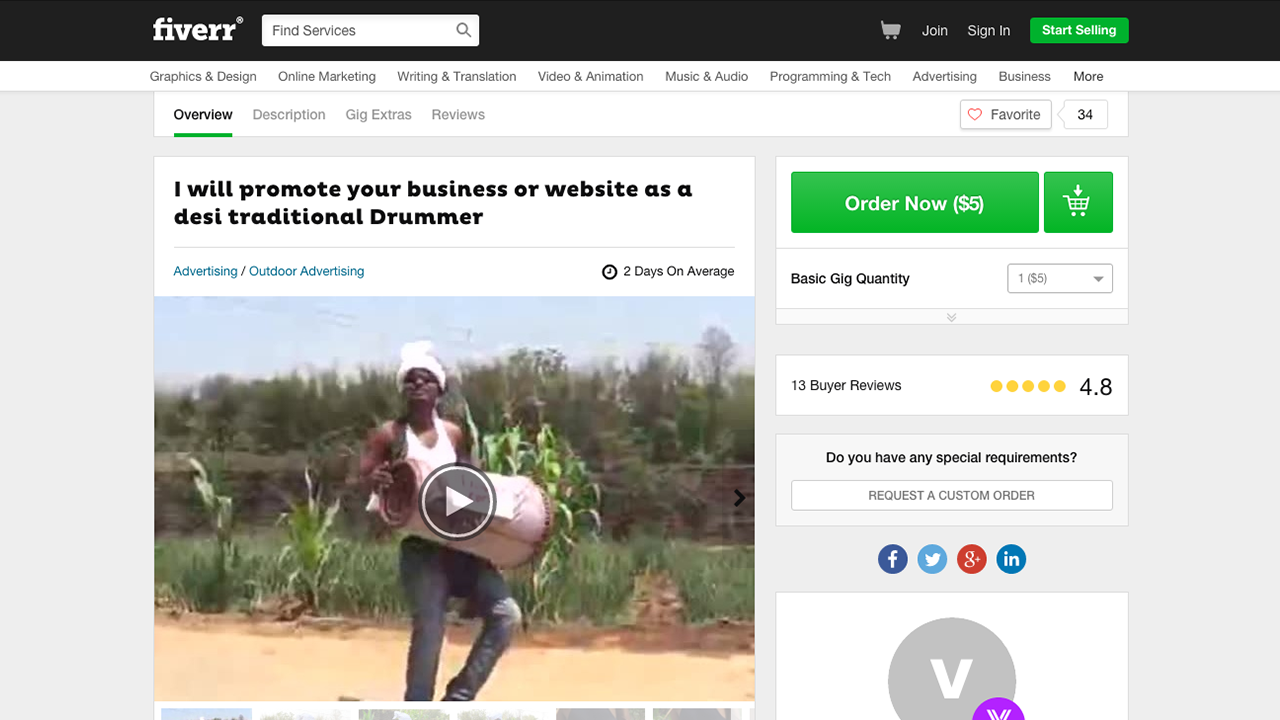 fiverr®
Find Services
Join
Sign In
Start Selling
Graphics & Design
Online Marketing
Writing & Translation
Video & Animation
Music & Audio
Programming & Tech
Advertising
Business
More
Overview
Description
Gig Extras
Reviews
Favorite
34
I will promote your business or website as a
desi traditional Drummer
Advertising / Outdoor Advertising
2 Days On Average
Order Now ($5)
Basic Gig Quantity
1 ($5)
13 Buyer Reviews
4.8
Do you have any special requirements?
REQUEST A CUSTOM ORDER
f
g+
in
V